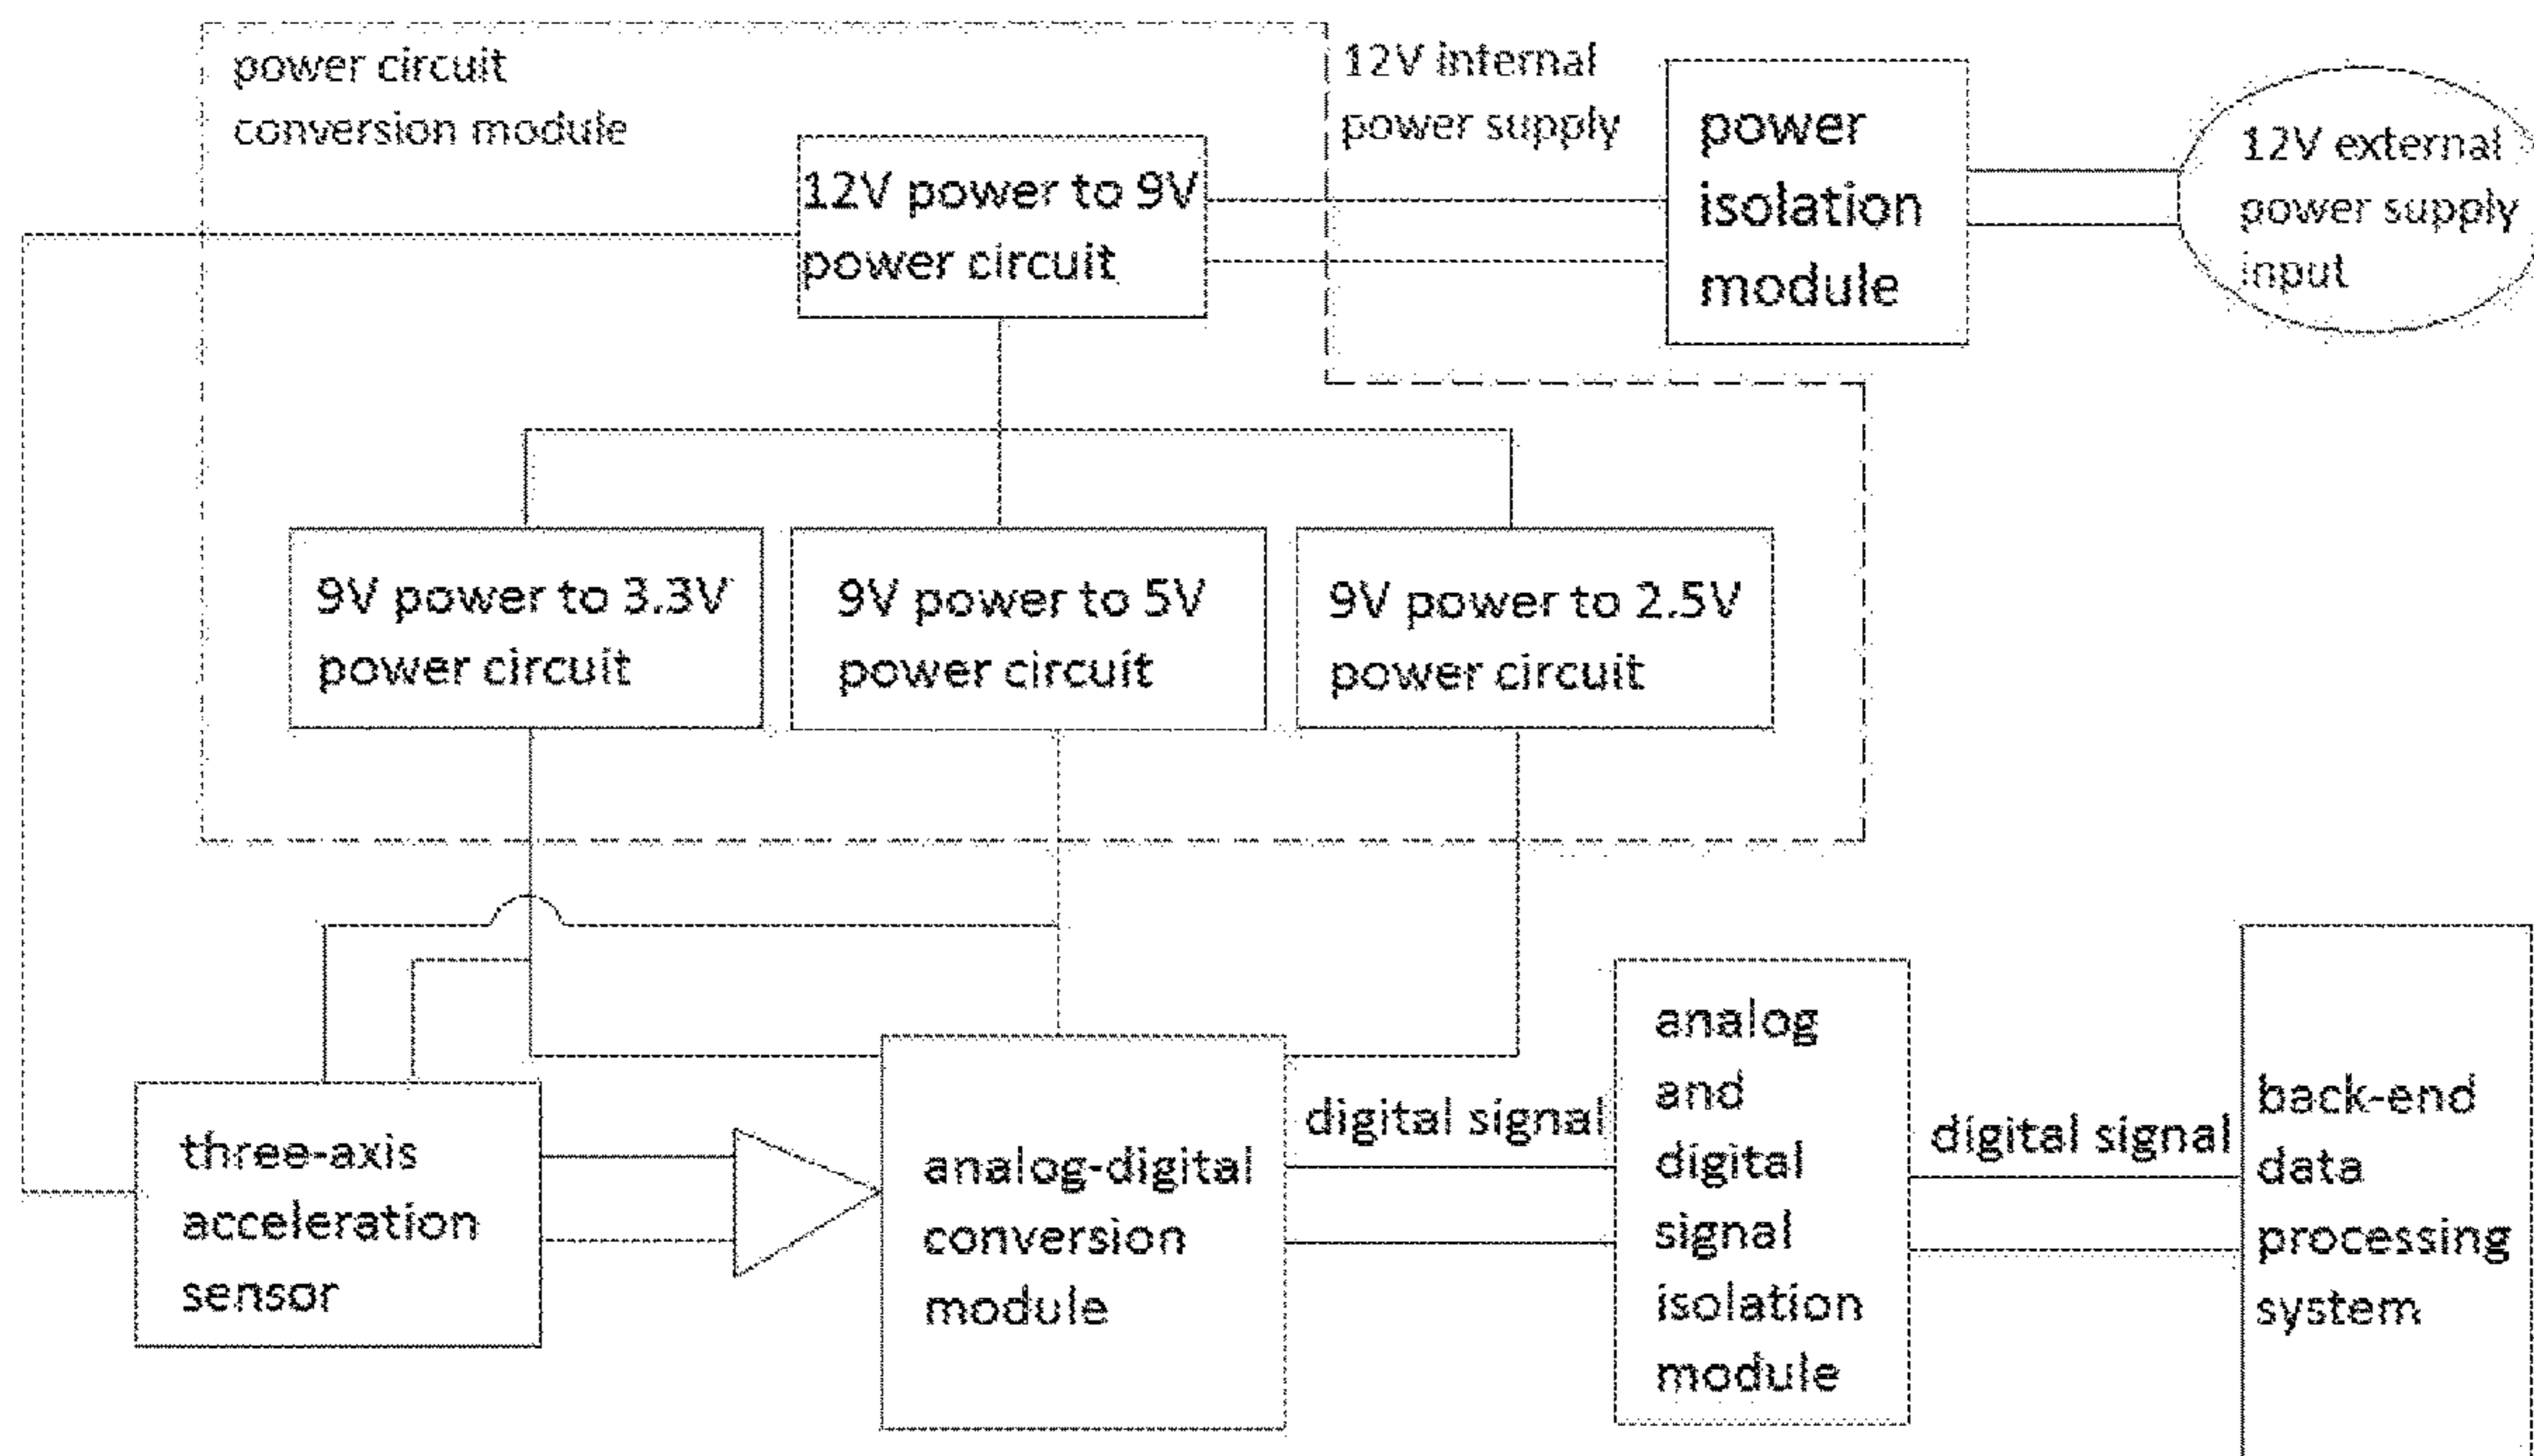 power circuit
conversion module
12V internal
power supply
power
isolation
module
12V external
power supply
input
12V power to 9V
power circuit
9V power to 3.3V
power circuit
9V power to 5V
power circuit
9V power to 2.5V
power circuit
three-axis
acceleration
sensor
analog-digital
conversion
module
digital signal
analog
and
digital
signal
isolation
module
digital signal
back-end
data
processing
system